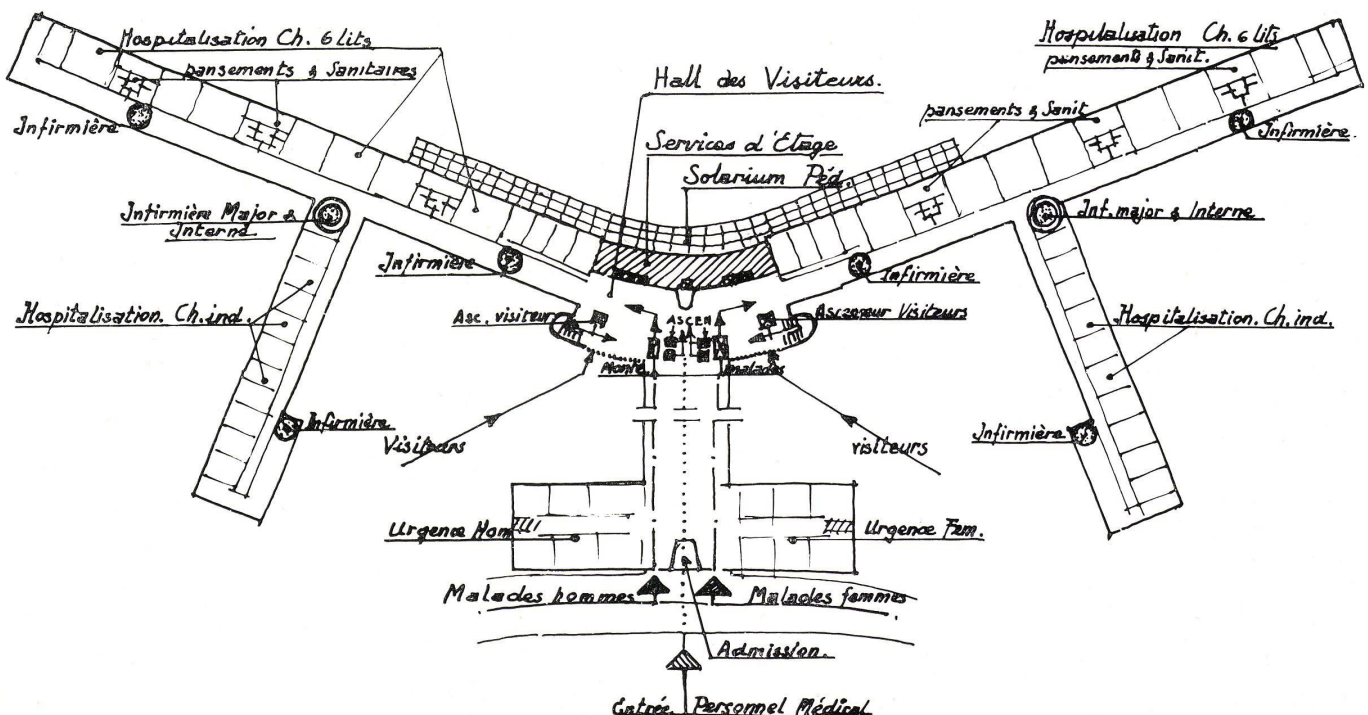 Hospitalisation Ch. 6 lits
pansements & Sanitaires
Infirmière
Infirmière Major &
Interne
Infirmière
Hospitalisation. Ch. ind.
Infirmière
Hall des Visiteurs.
Services d'Etage
Solarium Péd.
Hospitalisation Ch. 6 lits
pansements & Sanit.
pansements & Sanit
Infirmière
Inf. major & Interne
Infirmière
Hospitalisation. Ch. ind.
Infirmière
Asc. visiteur
ASCEN
Ascenseur Visiteurs
Monte malades
Visiteurs
visiteurs
Urgence Hom
Urgence Fem.
Malades hommes
Malades femmes
Admission.
Entrée Personnel Médical